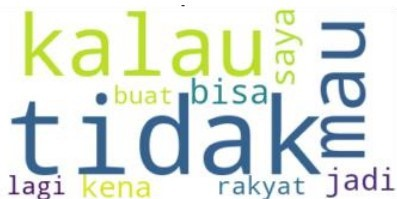 kalau saya mau
buat bisa
tidak
lagi kena rakyat jadi